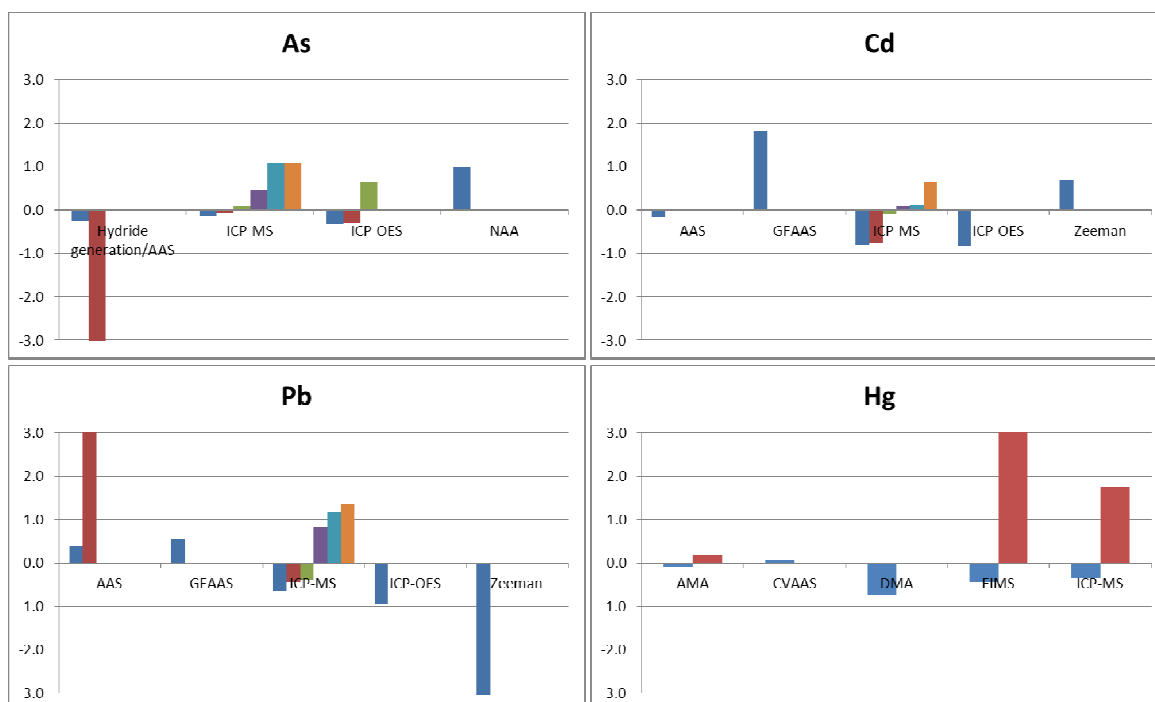 As
3.0
2.0
1.0
0.0
-1.0
-2.0
-3.0
Hydride
generation/AAS
ICP MS
ICP OES
NAA
Cd
3.0
2.0
1.0
0.0
-1.0
-2.0
-3.0
AAS
GFAAS
ICP MS
ICP OES
Zeeman
Pb
3.0
2.0
1.0
0.0
1.0
-2.0
3.0
AAS
GFAAS
ICP-MS
ICP-OES
Zeeman
Hg
3.0
2.0
1.0
0.0
1.0
-2.0
3.0
AMA
CVAAS
DMA
FIMS
ICP-MS